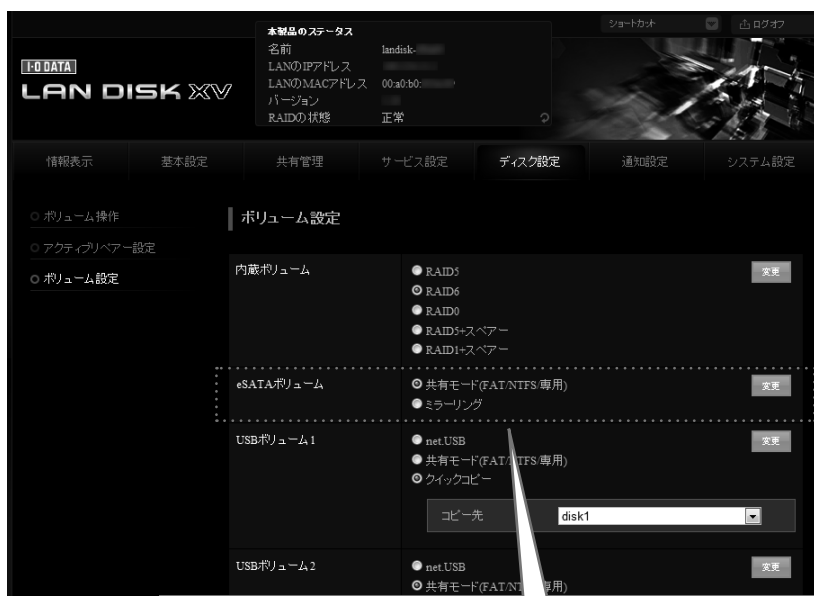 ショートカット
ログオフ
I-O DATA
LAN DISK XV
本製品のステータス
名前 landisk-
LANのIPアドレス
LANのMACアドレス 00:a0:b0:
バージョン
RAIDの状態 正常
情報表示 基本設定 共有管理 サービス設定 ディスク設定 通知設定 システム設定
ボリューム操作
アクティブリペアー設定
ボリューム設定
ボリューム設定
内蔵ボリューム
RAID5
変更
RAID6
RAID0
RAID5+スペアー
RAID1+スペアー
eSATAボリューム
共有モード(FAT/NTFS/専用)
変更
ミラーリング
USBボリューム1
net.USB
変更
共有モード(FAT/NTFS/専用)
クイックコピー
コピー先 disk1
USBボリューム2
net.USB
変更
共有モード(FAT/NT 用)